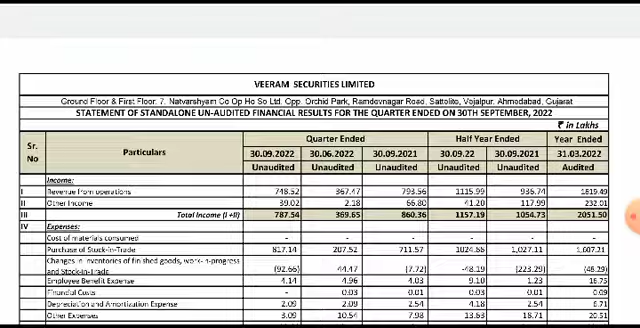 VEERAM SECURITIES LIMITED
Ground Floor & First Floor, 7, Natvarshyam Co Op Ho So Ltd, Opp. Orchid Park, Ramdevnagar Road, Sattelite, Vejalpur, Ahmedabad, Gujarat
STATEMENT OF STANDALONE UN-AUDITED FINANCIAL RESULTS FOR THE QUARTER ENDED ON 30TH SEPTEMBER, 2022
₹ in Lakhs
Sr. No Particulars Quarter Ended Half Year Ended Year Ended
30.09.2022 30.06.2022 30.09.2021 30.09.22 30.09.2021 31.03.2022
Unaudited Unaudited Unaudited Unaudited Unaudited Audited
Income:
I Revenue from operations 748.52 367.47 793.56 1115.99 936.74 1819.49
II Other Income 39.02 2.18 66.80 41.20 117.99 232.01
III Total Income (I +II) 787.54 369.65 860.36 1157.19 1054.73 2051.50
IV Expenses:
Cost of materials consumed - - - - - -
Purchase of Stock-in-Trade 817.14 207.52 711.57 1024.66 1,027.11 1,607.21
Changes in inventories of finished goods, work-in-progress
and Stock-in-Trade (92.66) 44.47 (7.72) -48.19 (223.29) (48.29)
Employee Benefit Expense 4.14 4.96 4.03 9.10 1.23 16.75
Financial Costs - 0.03 0.01 0.03 0.01 0.09
Depreciation and Amortization Expense 2.09 2.09 2.54 4.18 2.54 6.71
Other Expenses 3.09 10.54 7.98 13.63 18.71 20.51